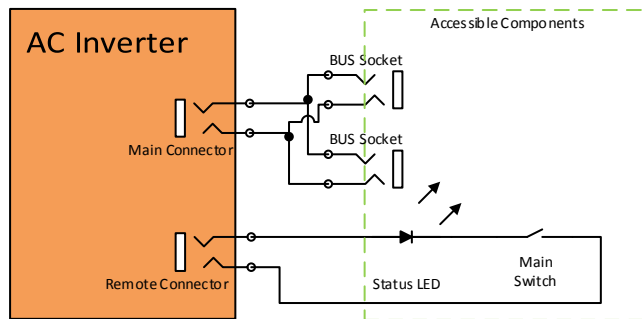 AC Inverter
Accessible Components
BUS Socket
Main Connector
BUS Socket
Remote Connector
Status LED
Main
Switch